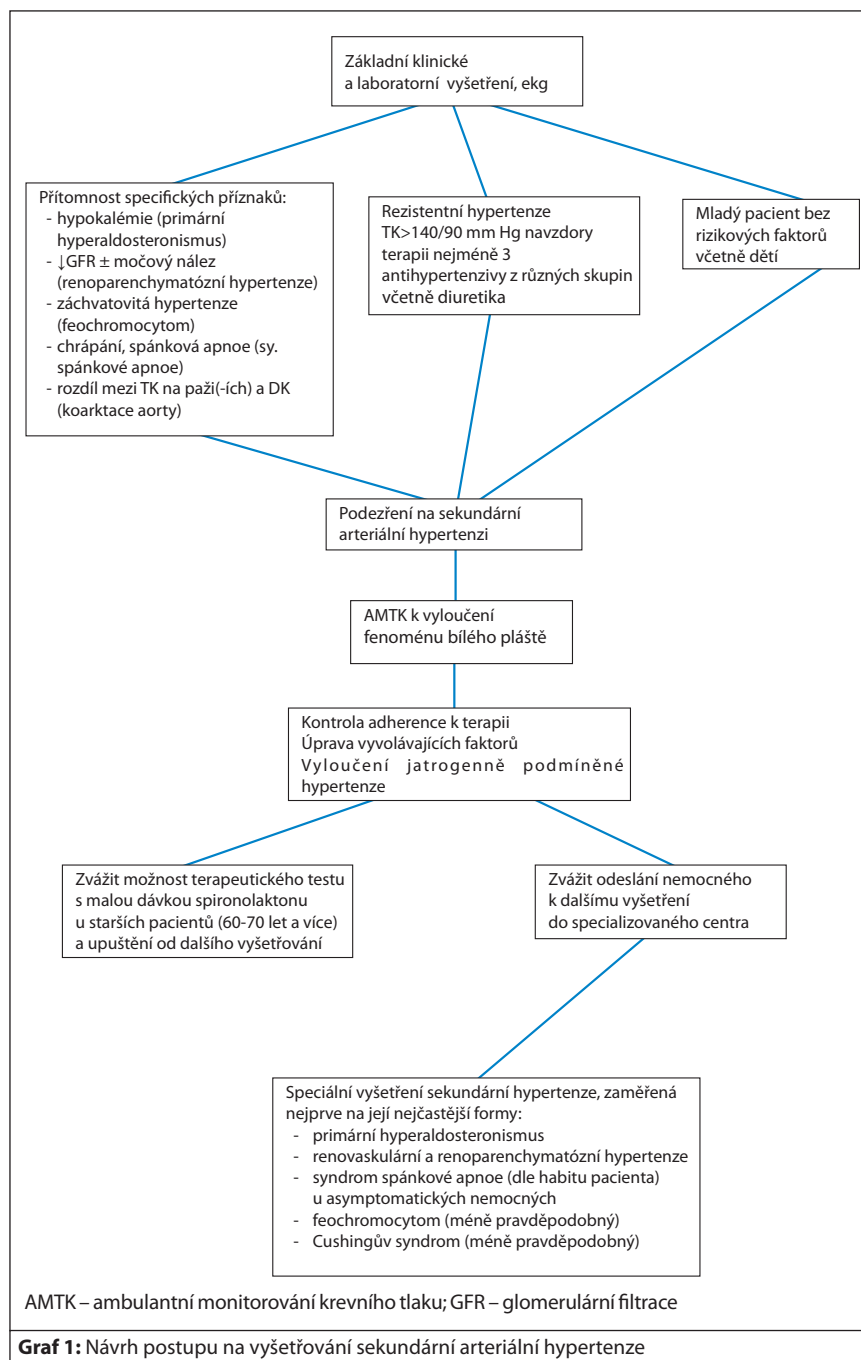 Základní klinické
a laboratorní vyšetření, ekg
Přítomnost specifických příznaků:
- hypokalémie (primární
hyperaldosteronismus)
- ↓GFR ± močový nález
(renoparenchymatózní hypertenze)
- záchvatovitá hypertenze
(feochromocytom)
- chrápání, spánková apnoe (sy.
spánkové apnoe)
- rozdíl mezi TK na paži(-ích) a DK
(koarktace aorty)
Rezistentní hypertenze
TK>140/90 mm Hg navzdory
terapii nejméně 3
antihypertenzivy z různých skupin
včetně diuretika
Mladý pacient bez
rizikových faktorů
včetně dětí
Podezření na sekundární
arteriální hypertenzi
AMTK k vyloučení
fenoménu bílého pláště
Kontrola adherence k terapii
Úprava vyvolávajících faktorů
Vyloučení jatrogenně podmíněné
hypertenze
Zvážit možnost terapeutického testu
s malou dávkou spironolaktonu
u starších pacientů (60-70 let a více)
a upuštění od dalšího vyšetřování
Zvážit odeslání nemocného
k dalšímu vyšetření
do specializovaného centra
Speciální vyšetření sekundární hypertenze, zaměřená
nejprve na její nejčastější formy:
- primární hyperaldosteronismus
- renovaskulární a renoparenchymatózní hypertenze
- syndrom spánkové apnoe (dle habitu pacienta)
u asymptomatických nemocných
- feochromocytom (méně pravděpodobný)
- Cushingův syndrom (méně pravděpodobný)
AMTK – ambulantní monitorování krevního tlaku; GFR – glomerulární filtrace
Graf 1: Návrh postupu na vyšetřování sekundární arteriální hypertenze